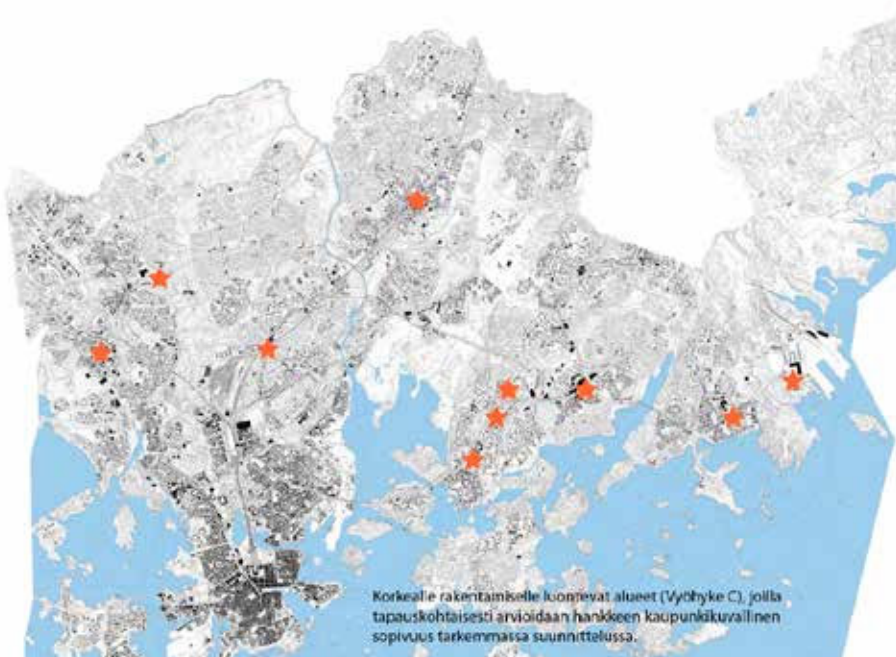 Korkealle rakentamiselle luontevat alueet (Vyöhyke C), joilla
tapauskohtaisesti arvioidaan hankkeen kaupunkikuvallinen
sopivuus tarkemmassa suunnittelussa.